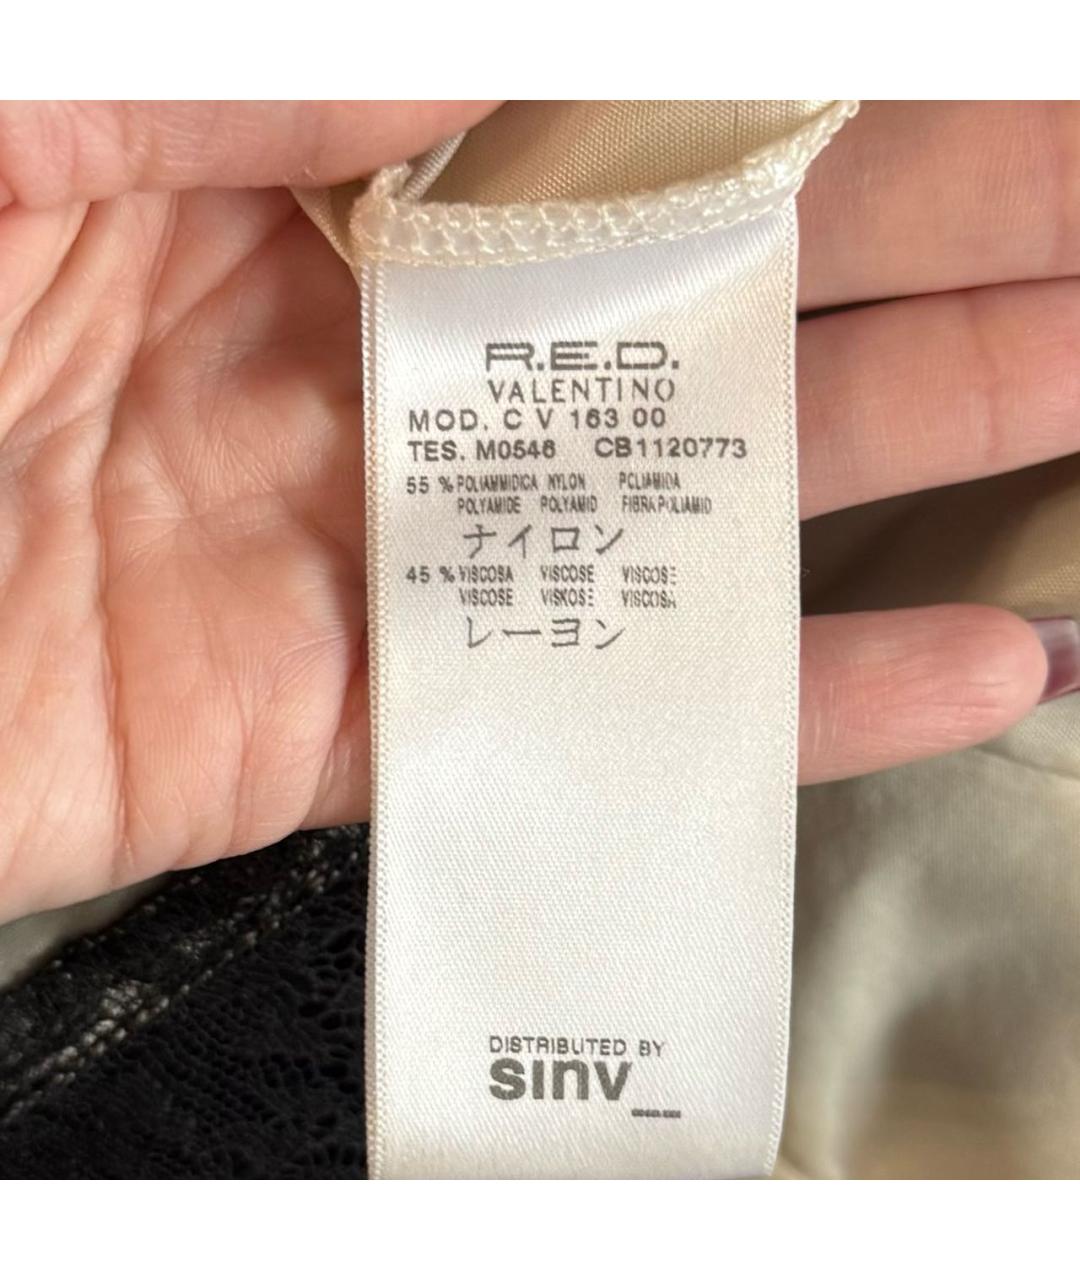 R.E.D.
VALENTINO
MOD. C V 163 00
TES. M0546 CB1120773
55 % POLIAMMIDICA NYLON POLIAMIDA
POLYAMIDE POLYAMID FIBRA POLIAMID
ナイロン
45 % VISCOSA VISCOSE VISCOSE
VISCOSE VISKOSE VISCOSA
レーヨン
DISTRIBUTED BY
sinv_